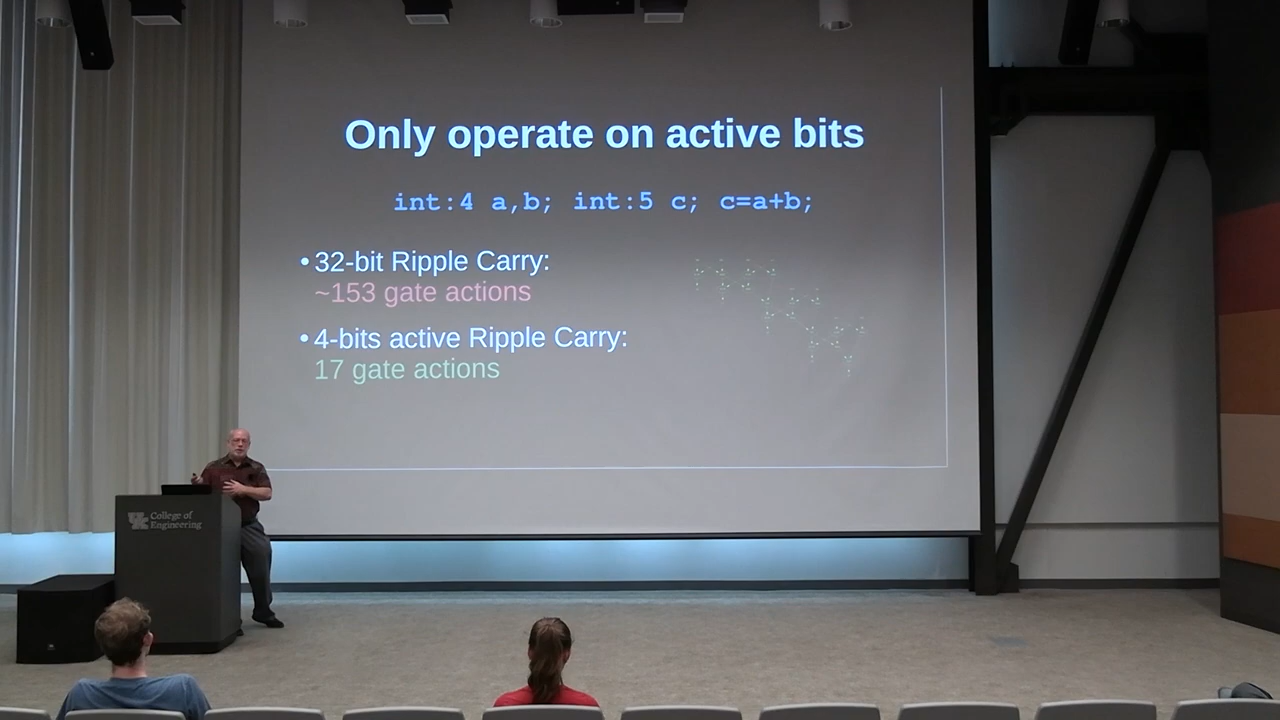 Only operate on active bits
int:4 a,b; int:5 c; c=a+b;
• 32-bit Ripple Carry:
~153 gate actions
• 4-bits active Ripple Carry:
17 gate actions
UK College of
Engineering